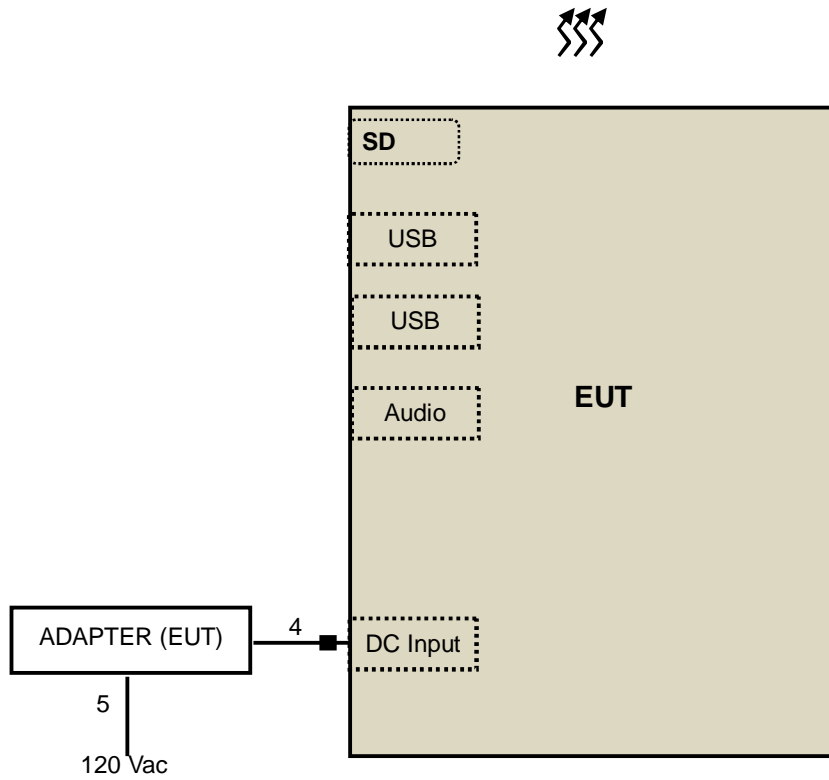 SD
USB
USB
Audio
EUT
ADAPTER (EUT)
4
DC Input
5
120 Vac